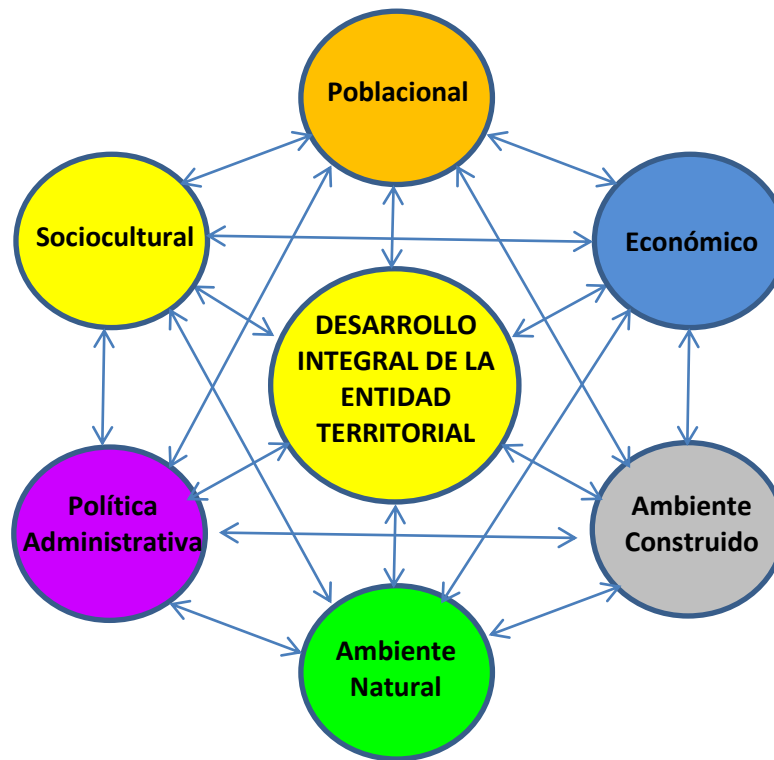 Poblacional
Sociocultural
Económico
DESARROLLO
INTEGRAL DE LA
ENTIDAD
TERRITORIAL
Política
Administrativa
Ambiente
Construido
Ambiente
Natural